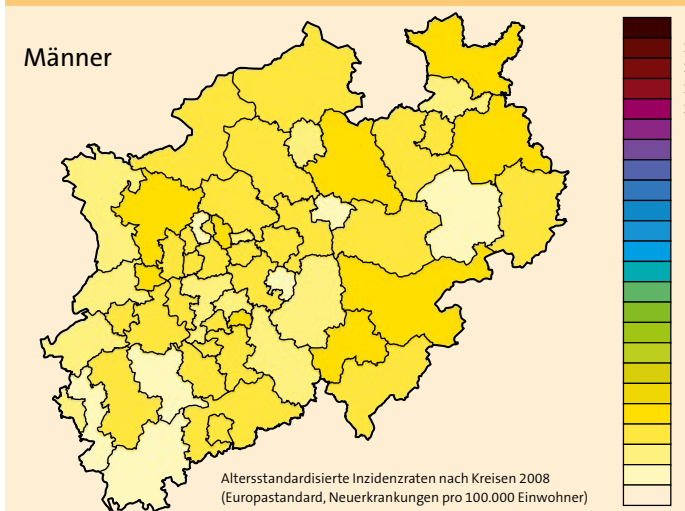 Männer
Altersstandardisierte Inzidenzraten nach Kreisen 2008
(Europastandard, Neuerkrankungen pro 100.000 Einwohner)